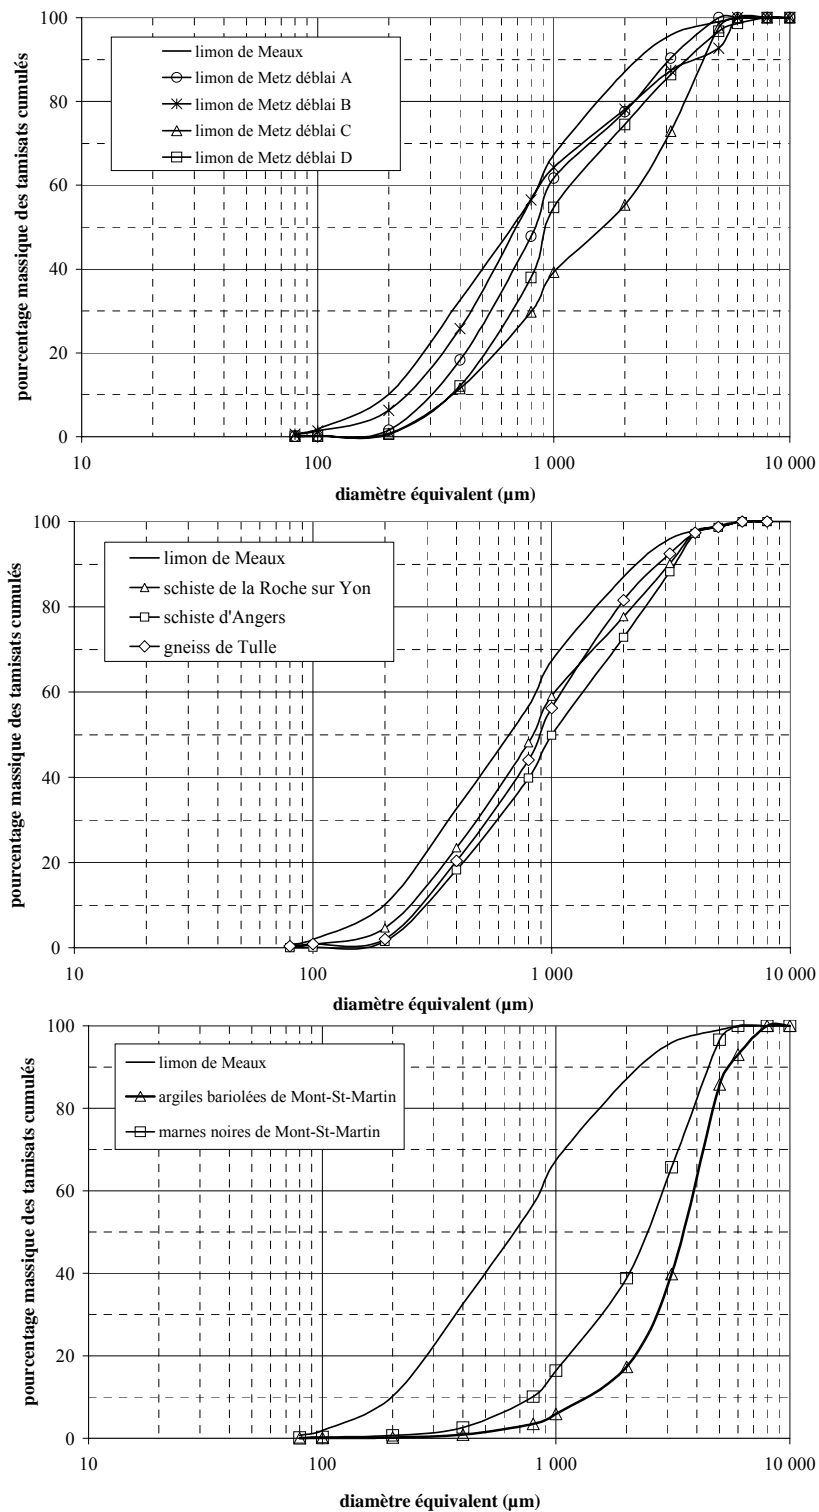 pourcentage massique des tamisats cumulés
100
80
60
40
20
0
limon de Meaux
limon de Metz déblai A
limon de Metz déblai B
limon de Metz déblai C
limon de Metz déblai D
10
100
1 000
10 000
diamètre équivalent (µm)
pourcentage massique des tamisats cumulés
100
80
60
40
20
0
limon de Meaux
schiste de la Roche sur Yon
schiste d'Angers
gneiss de Tulle
10
100
1 000
10 000
diamètre équivalent (µm)
pourcentage massique des tamisats cumulés
100
80
60
40
20
0
limon de Meaux
argiles bariolées de Mont-St-Martin
marnes noires de Mont-St-Martin
10
100
1 000
10 000
diamètre équivalent (µm)